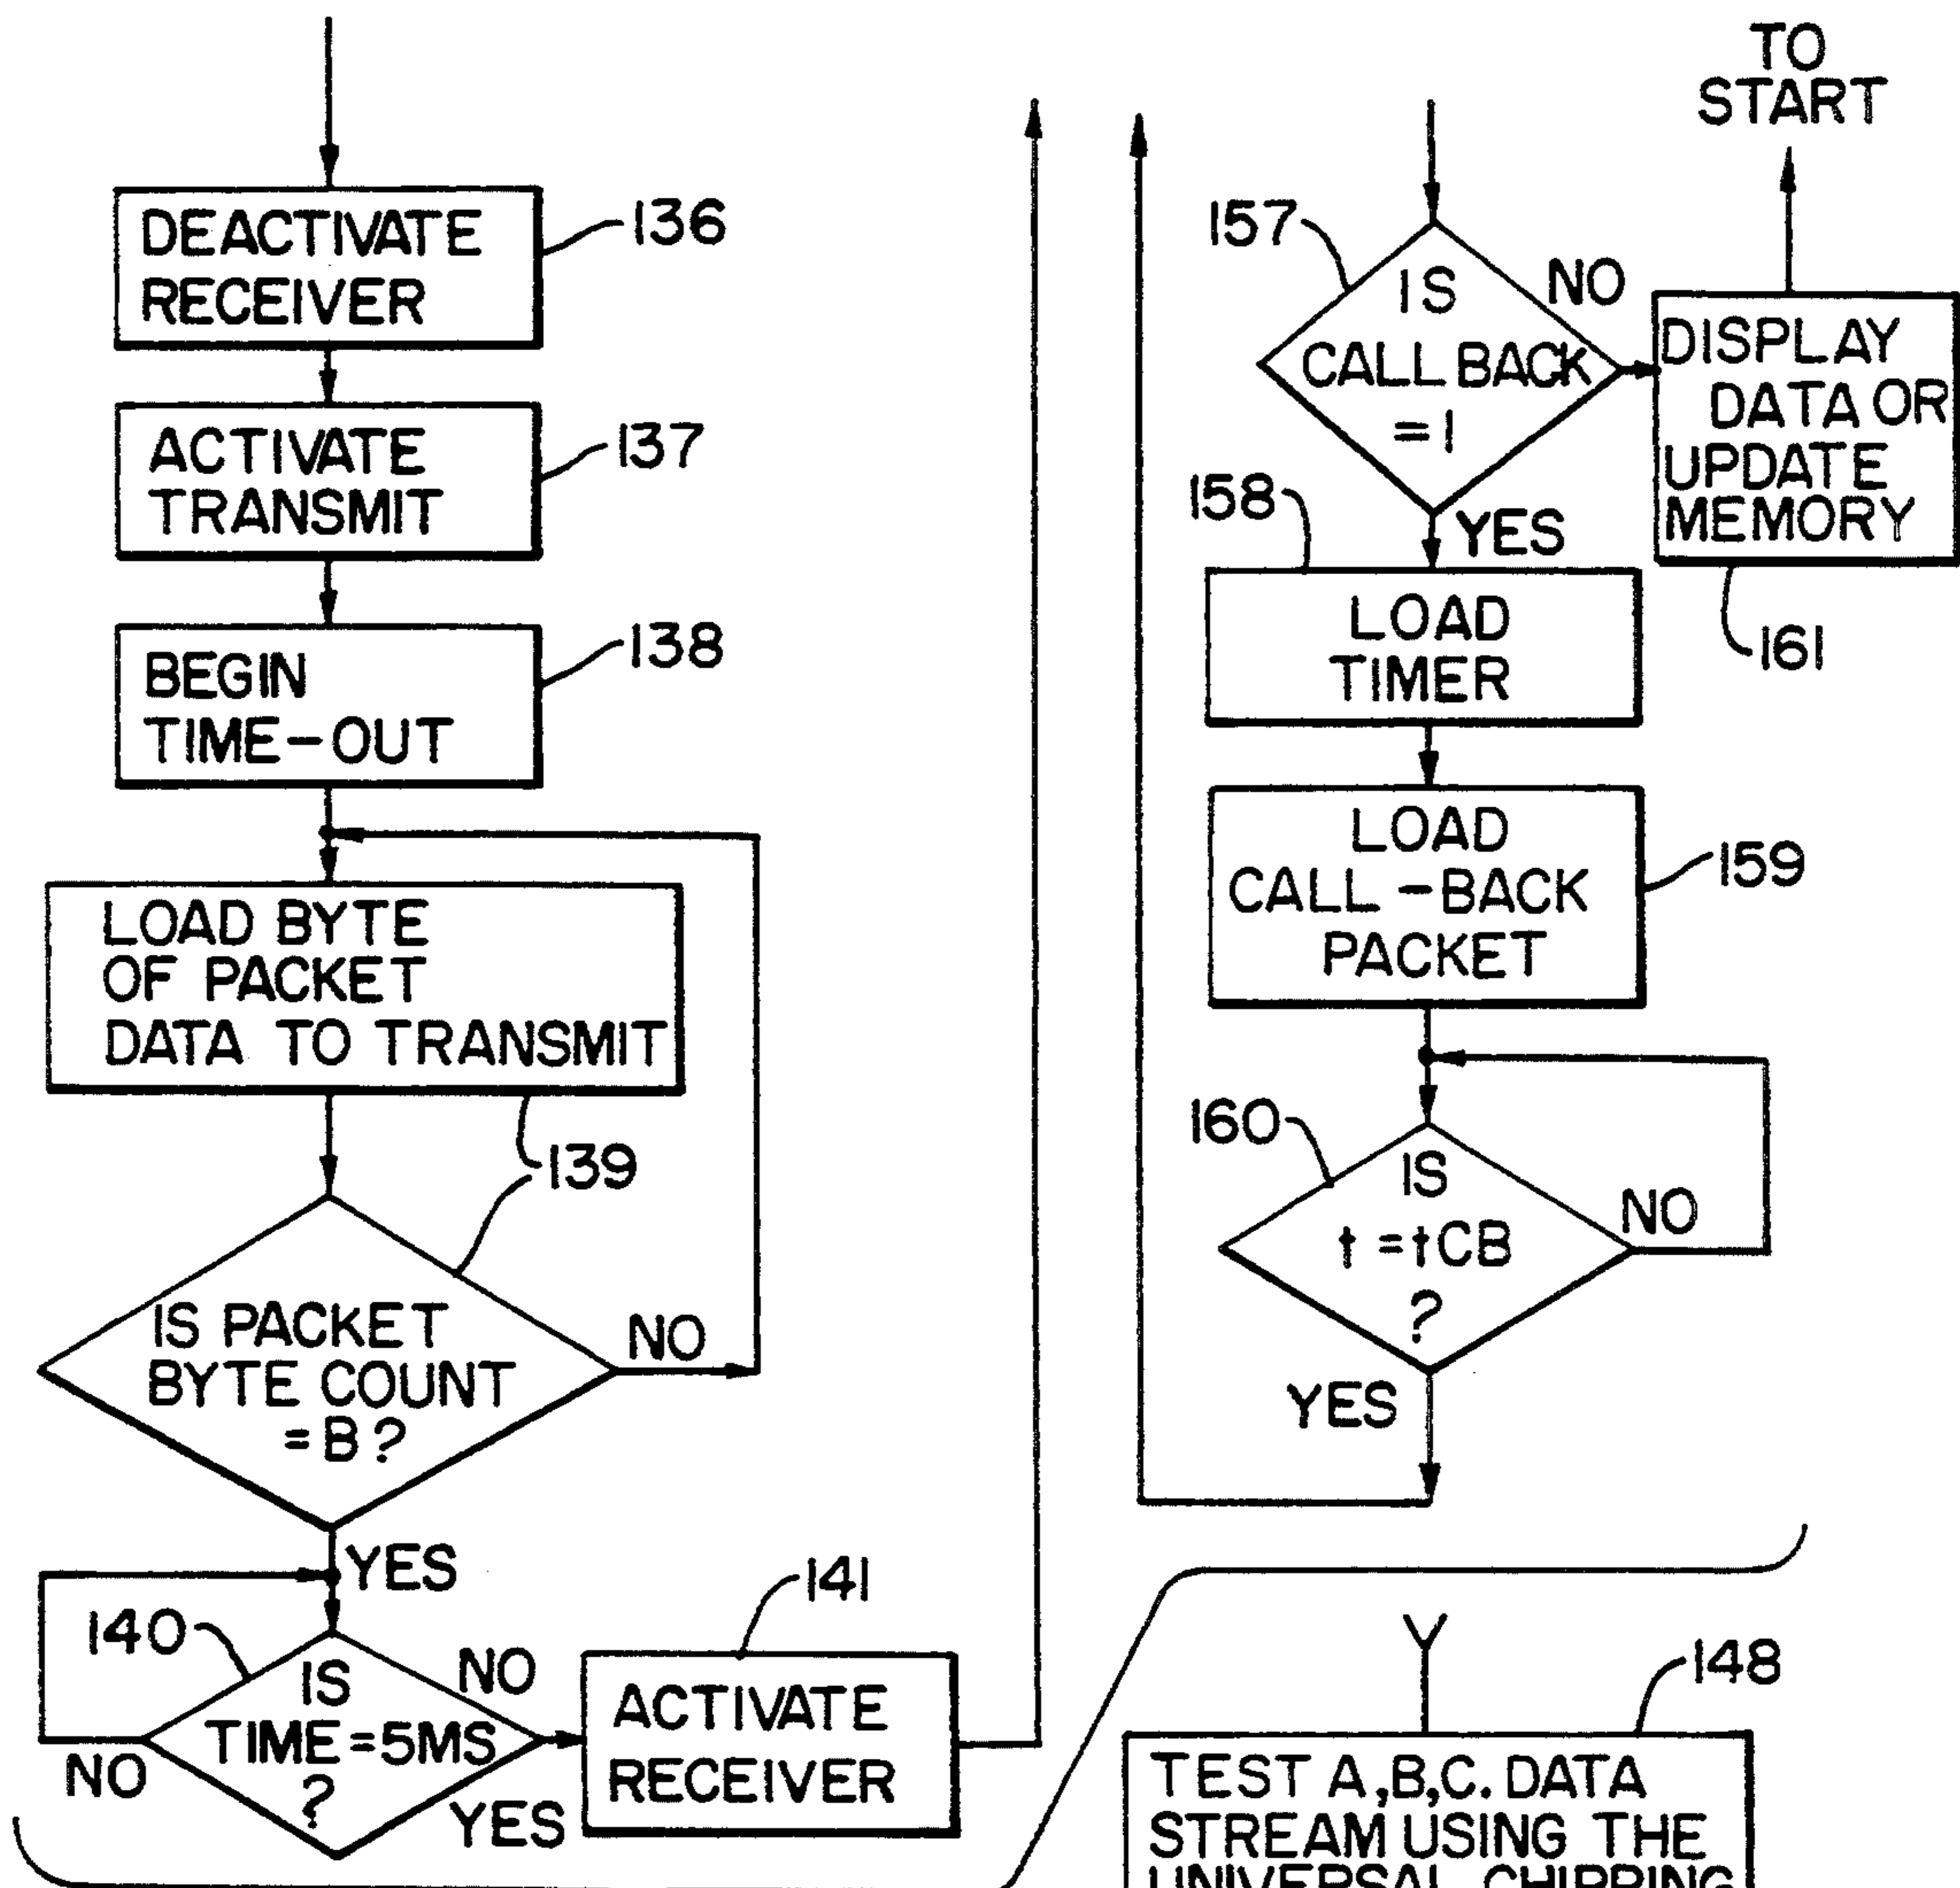 DEACTIVATE
RECEIVER
136
ACTIVATE
TRANSMIT
137
BEGIN
TIME-OUT
138
LOAD BYTE
OF PACKET
DATA TO TRANSMIT
139
IS PACKET
BYTE COUNT
=B?
NO
YES
140
IS
TIME=5MS
?
NO
NO
YES
141
ACTIVATE
RECEIVER
TO
START
157
IS
CALL BACK
=1
NO
YES
DISPLAY
DATA OR
UPDATE
MEMORY
161
158
LOAD
TIMER
LOAD
CALL-BACK
PACKET
159
160
IS
t=tCB
?
NO
YES
Y
148
TEST A,B,C. DATA
STREAM USING THE
UNIVERSAL CHIPPING